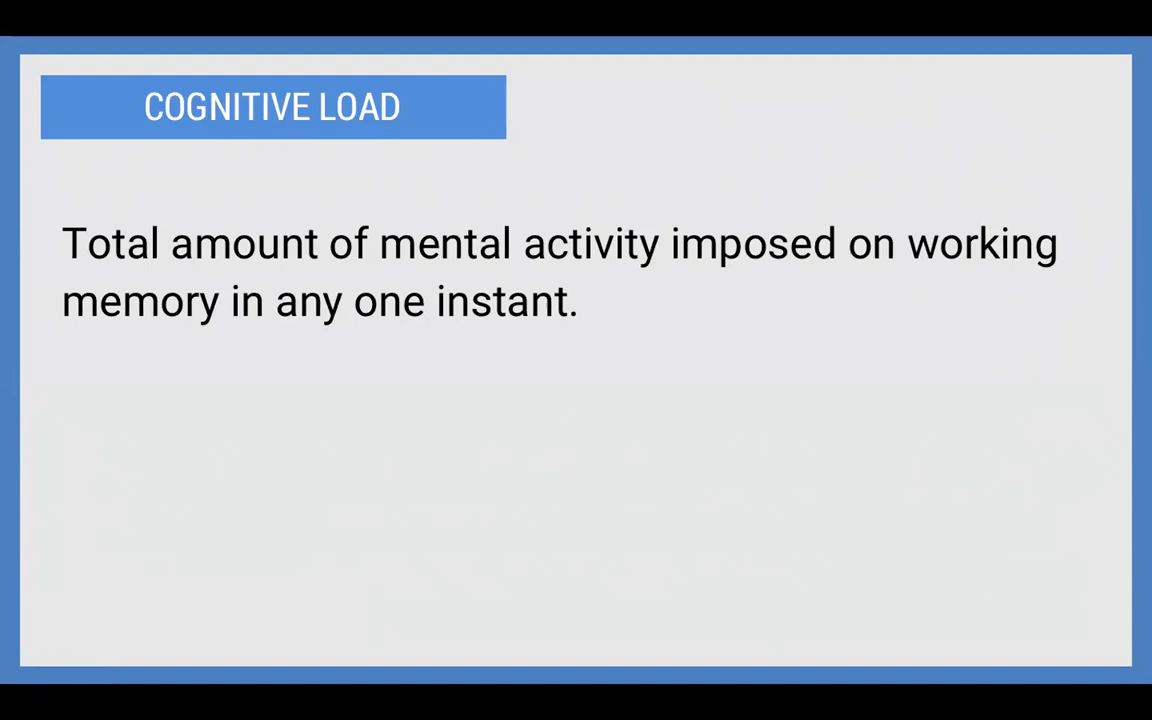 COGNITIVE LOAD
Total amount of mental activity imposed on working
memory in any one instant.